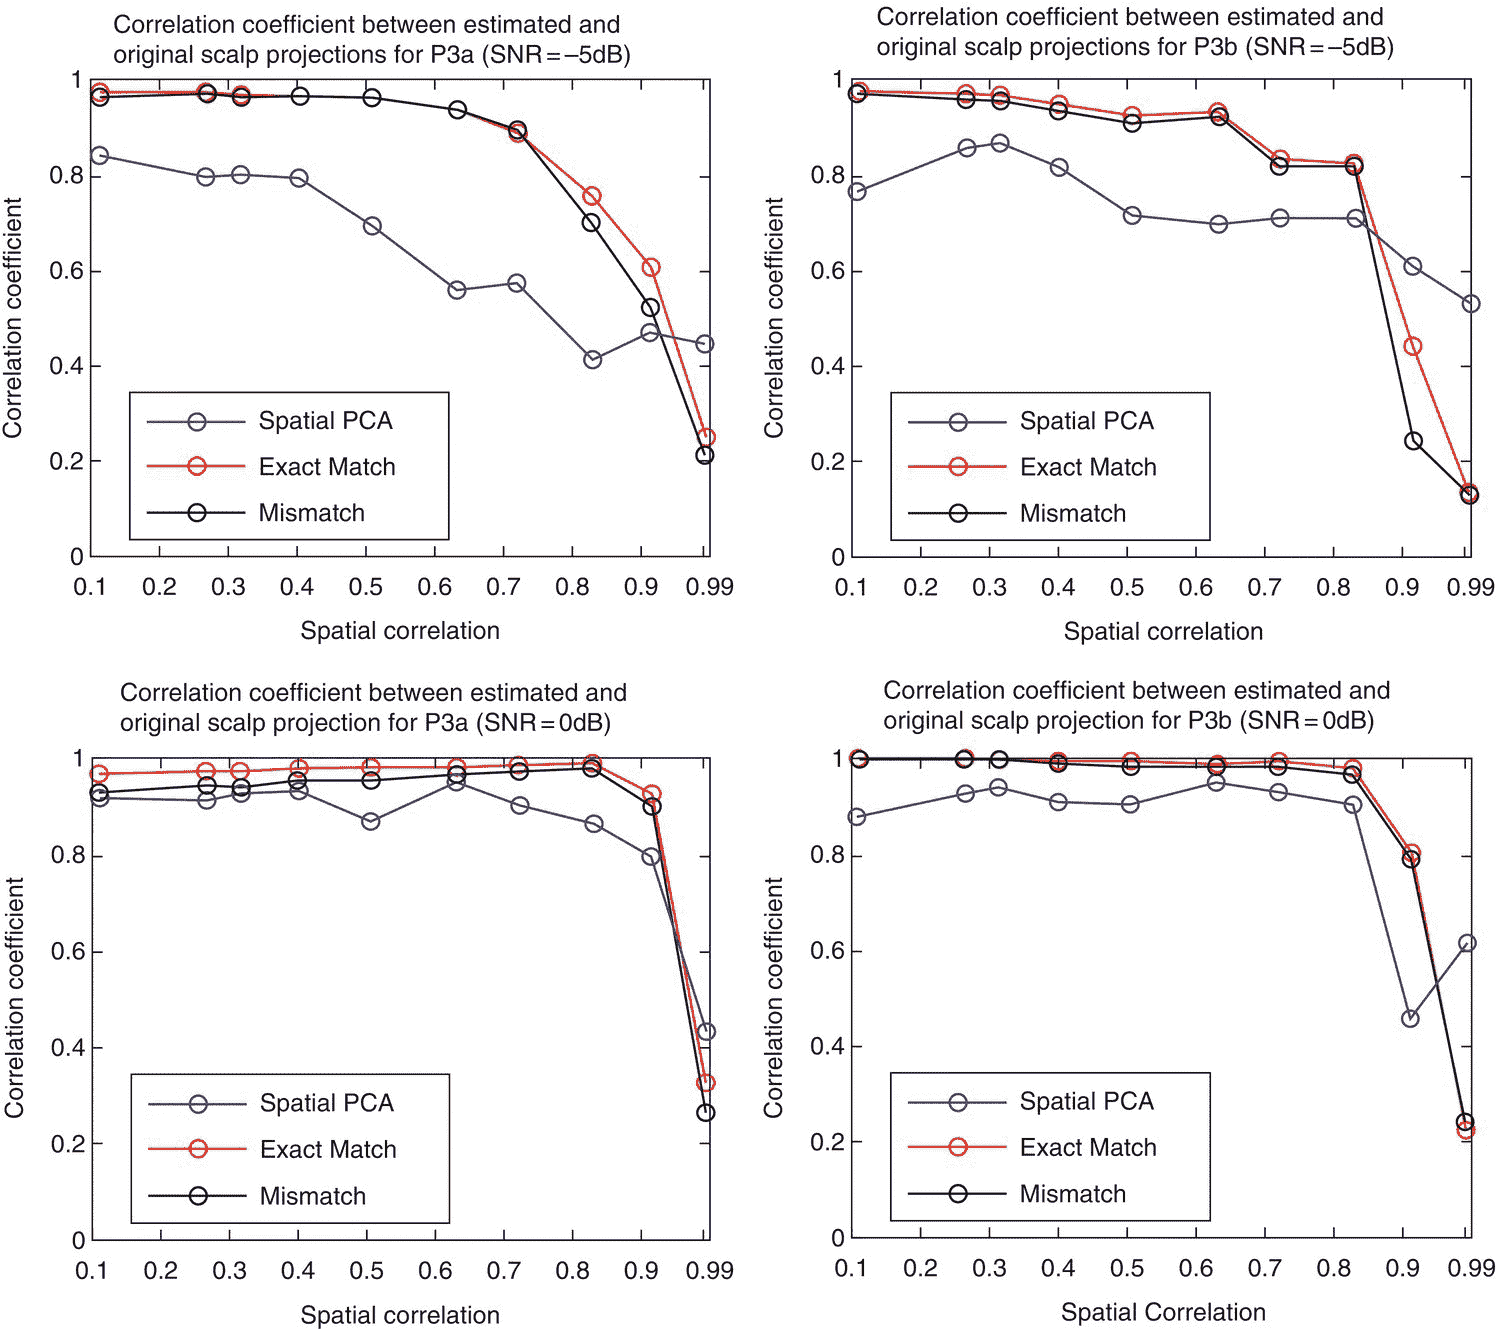 Correlation coefficient between estimated and
original scalp projections for P3a (SNR = –5dB)
Correlation coefficient
1
0.8
0.6
0.4
0.2
0
Spatial PCA
Exact Match
Mismatch
0.1 0.2 0.3 0.4 0.5 0.6 0.7 0.8 0.9 0.99
Spatial correlation
Correlation coefficient between estimated and
original scalp projections for P3b (SNR = –5dB)
Correlation coefficient
1
0.8
0.6
0.4
0.2
0
Spatial PCA
Exact Match
Mismatch
0.1 0.2 0.3 0.4 0.5 0.6 0.7 0.8 0.9 0.99
Spatial correlation
Correlation coefficient between estimated and
original scalp projection for P3a (SNR = 0dB)
Correlation coefficient
1
0.8
0.6
0.4
0.2
0
Spatial PCA
Exact Match
Mismatch
0.1 0.2 0.3 0.4 0.5 0.6 0.7 0.8 0.9 0.99
Spatial correlation
Correlation coefficient between estimated and
original scalp projection for P3b (SNR = 0dB)
Correlation coefficient
1
0.8
0.6
0.4
0.2
0
Spatial PCA
Exact Match
Mismatch
0.1 0.2 0.3 0.4 0.5 0.6 0.7 0.8 0.9 0.99
Spatial Correlation